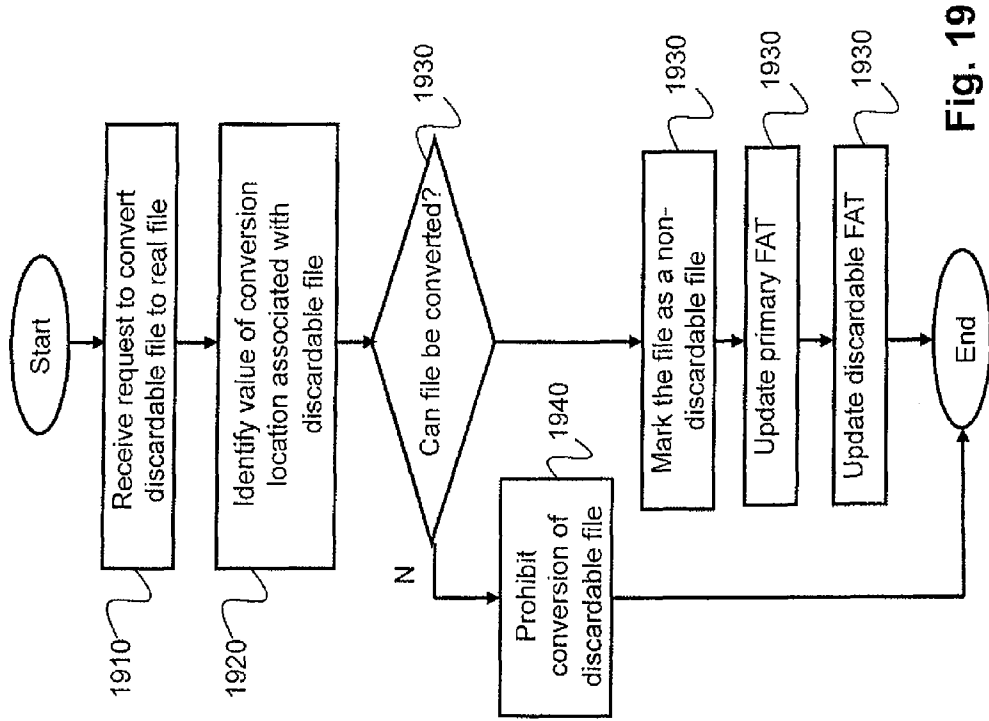 Start
1910
Receive request to convert
discardable file to real file
1920
Identify value of conversion
location associated with
discardable file
1930
Can file be converted?
N
1940
Prohibit
conversion of
discardable file
Mark the file as a non-
discardable file
1930
Update primary FAT
1930
Update discardable FAT
1930
End
Fig. 19